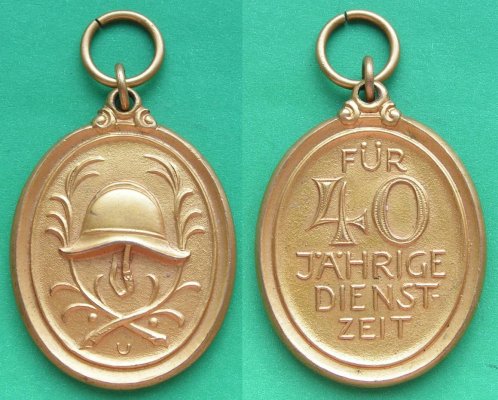 FÜR
40
JÄHRIGE
DIENST-
ZEIT